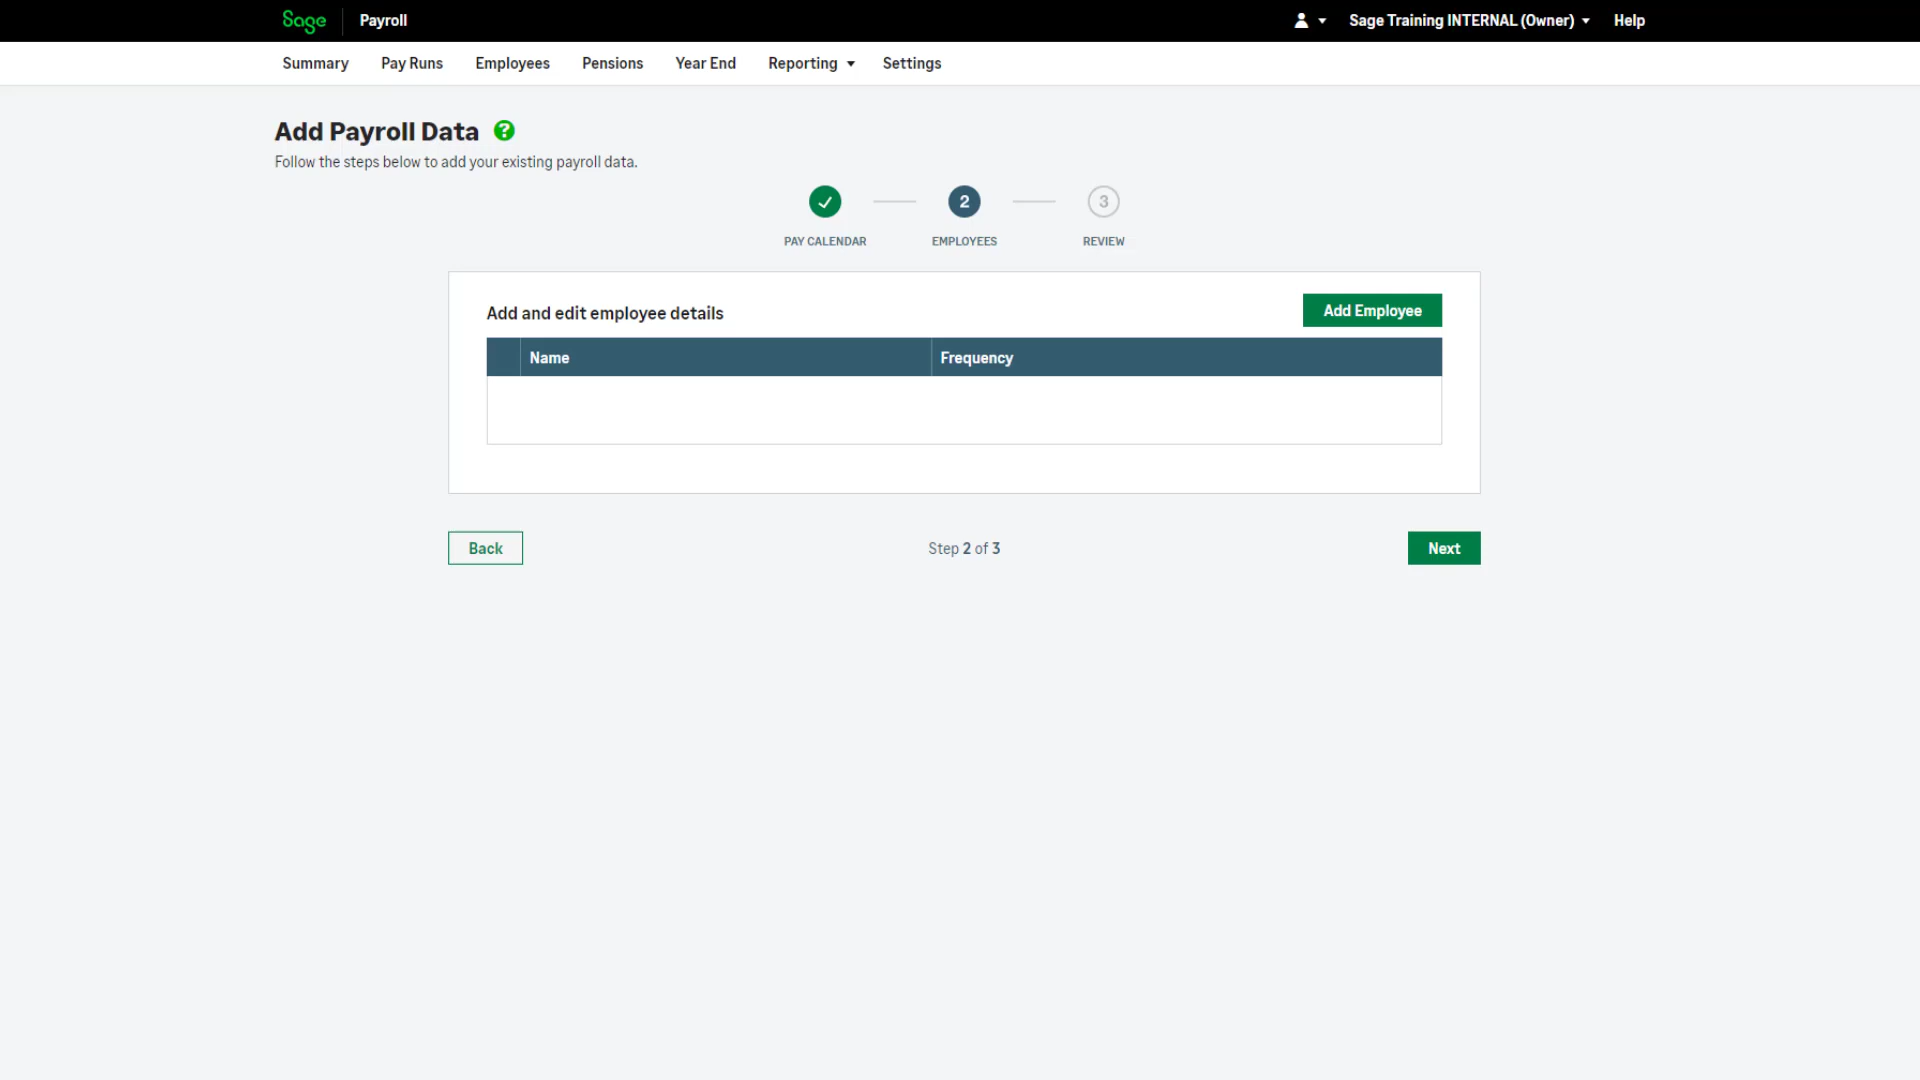 Sage Payroll Sage Training INTERNAL (Owner) Help
Summary Pay Runs Employees Pensions Year End Reporting Settings
Add Payroll Data ?
Follow the steps below to add your existing payroll data.
2 3
PAY CALENDAR EMPLOYEES REVIEW
Add and edit employee details Add Employee
Name Frequency
Back Step 2 of 3 Next